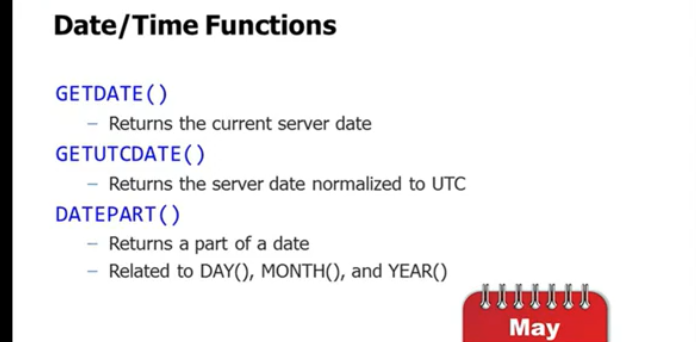 Date/Time Functions
GETDATE()
– Returns the current server date
GETUTCDATE()
– Returns the server date normalized to UTC
DATEPART()
– Returns a part of a date
– Related to DAY(), MONTH(), and YEAR()
May